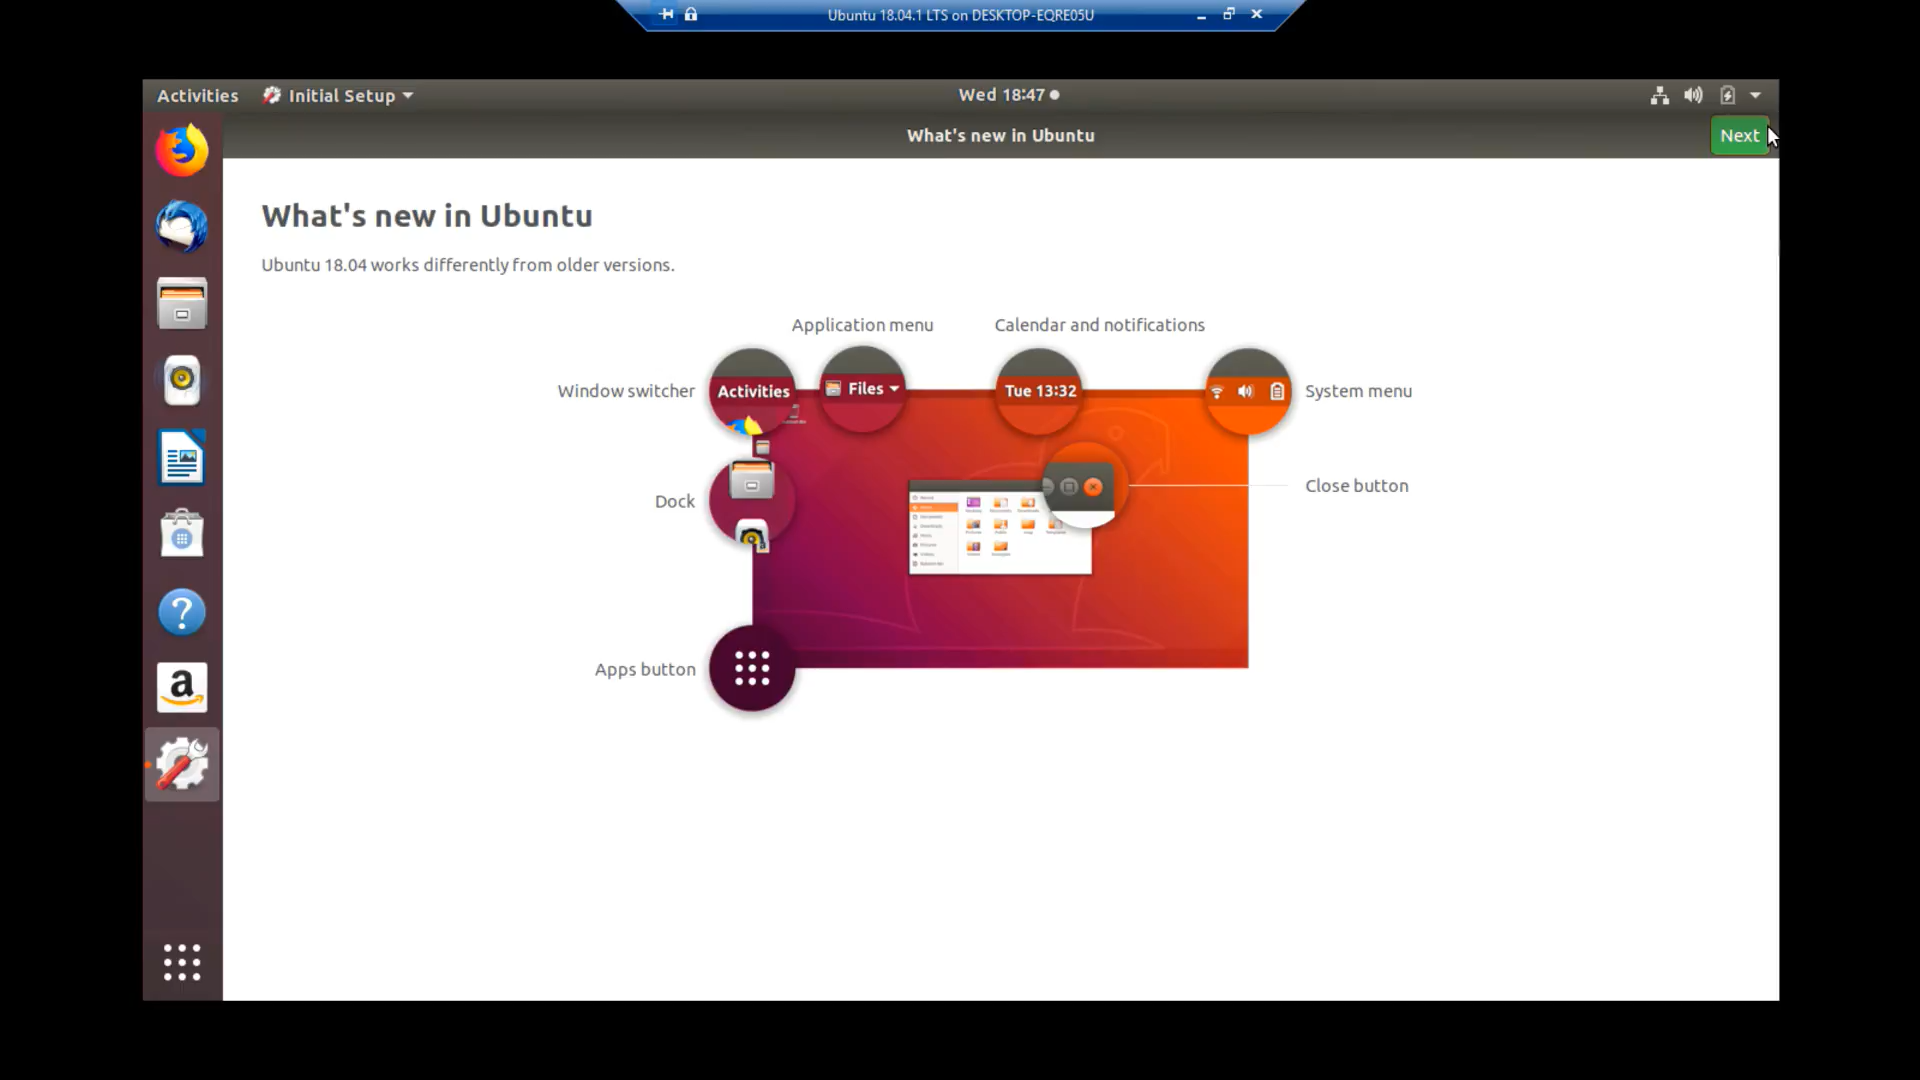 Ubuntu 18.04.1 LTS on DESKTOP-EQRE05U
Activities
Initial Setup
Wed 18:47
What's new in Ubuntu
Next
What's new in Ubuntu
Ubuntu 18.04 works differently from older versions.
Application menu
Calendar and notifications
Window switcher
Activities
Files
Tue 13:32
System menu
Dock
Close button
Apps button